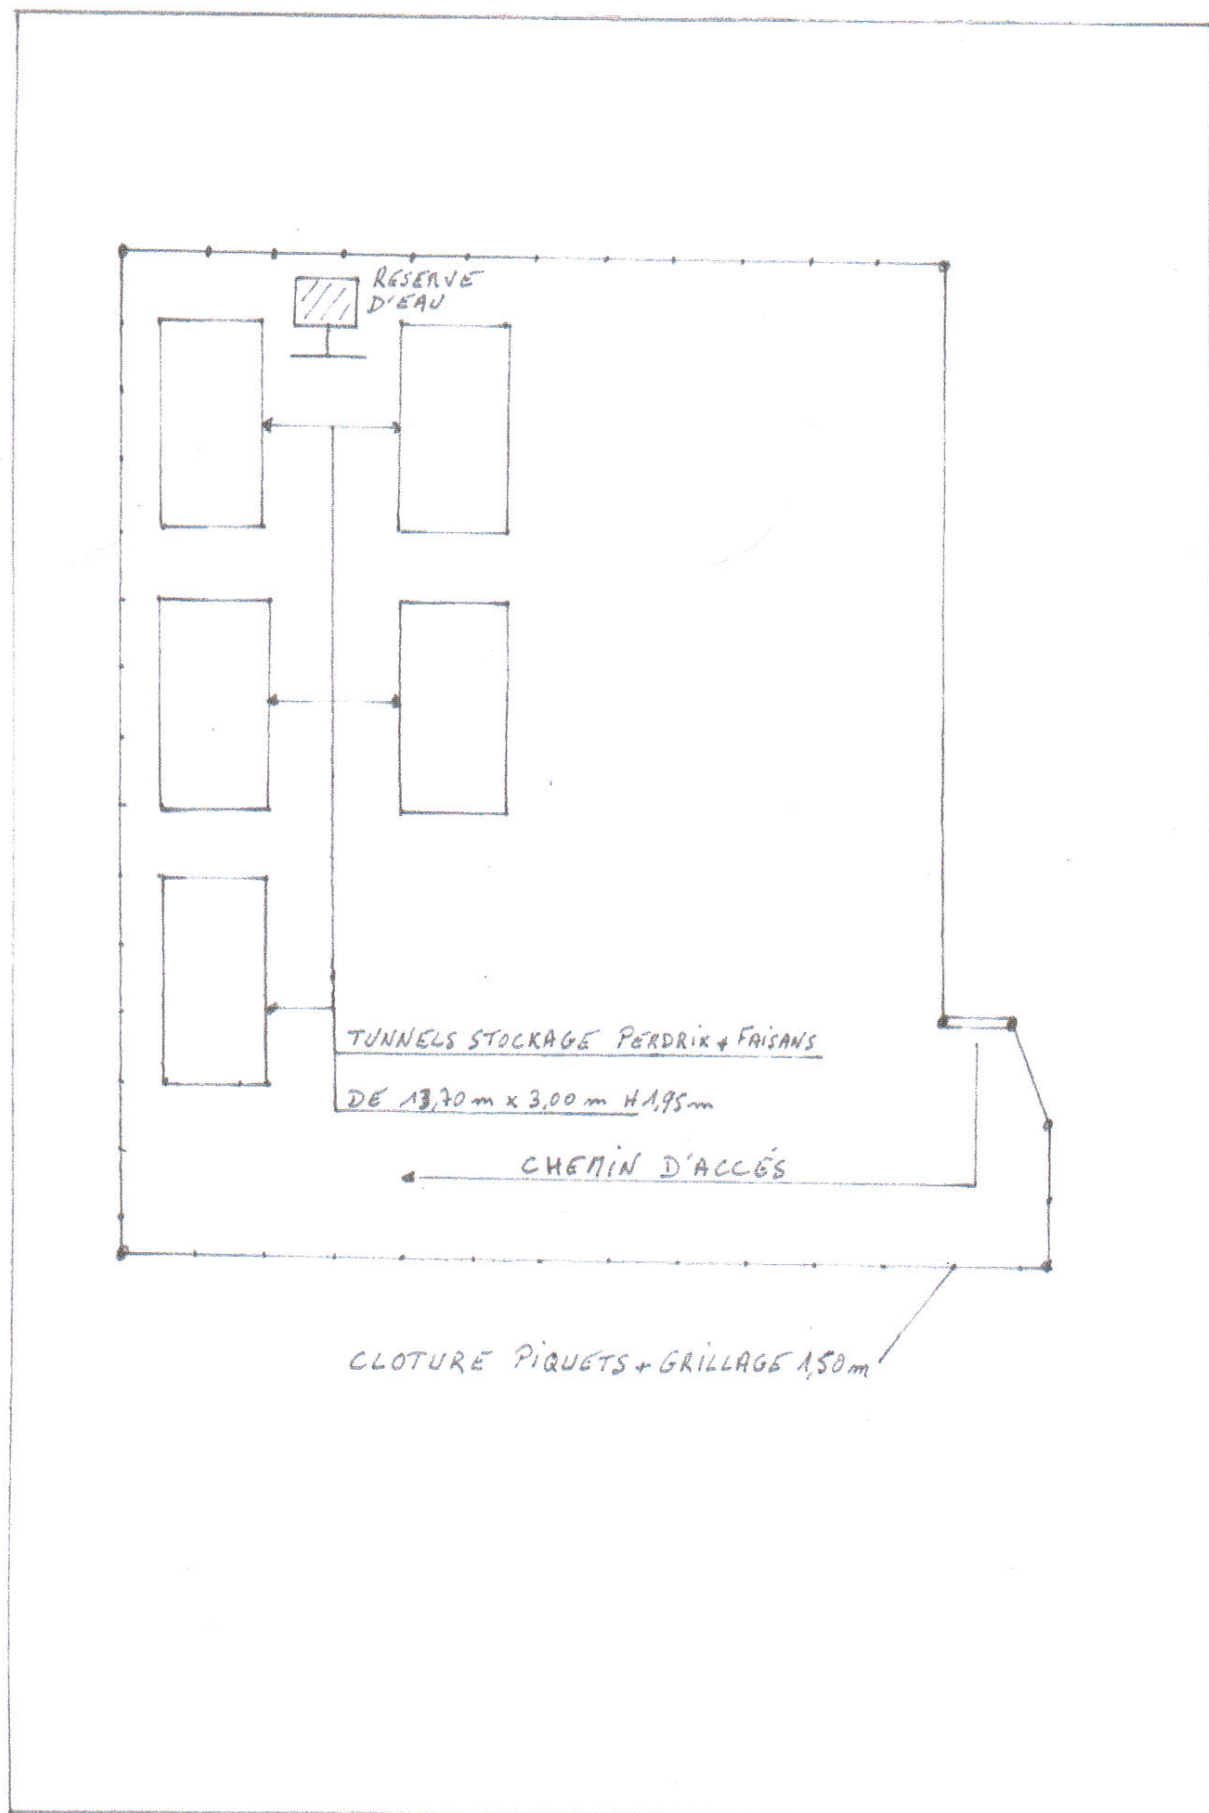 RESERVE
D'EAU
TUNNELS STOCKAGE PERDRIX + FAISANS
DE 13,70 m x 3,00 m H 1,95 m
CHEMIN D'ACCÉS
CLOTURE PIQUETS + GRILLAGE 1,50 m